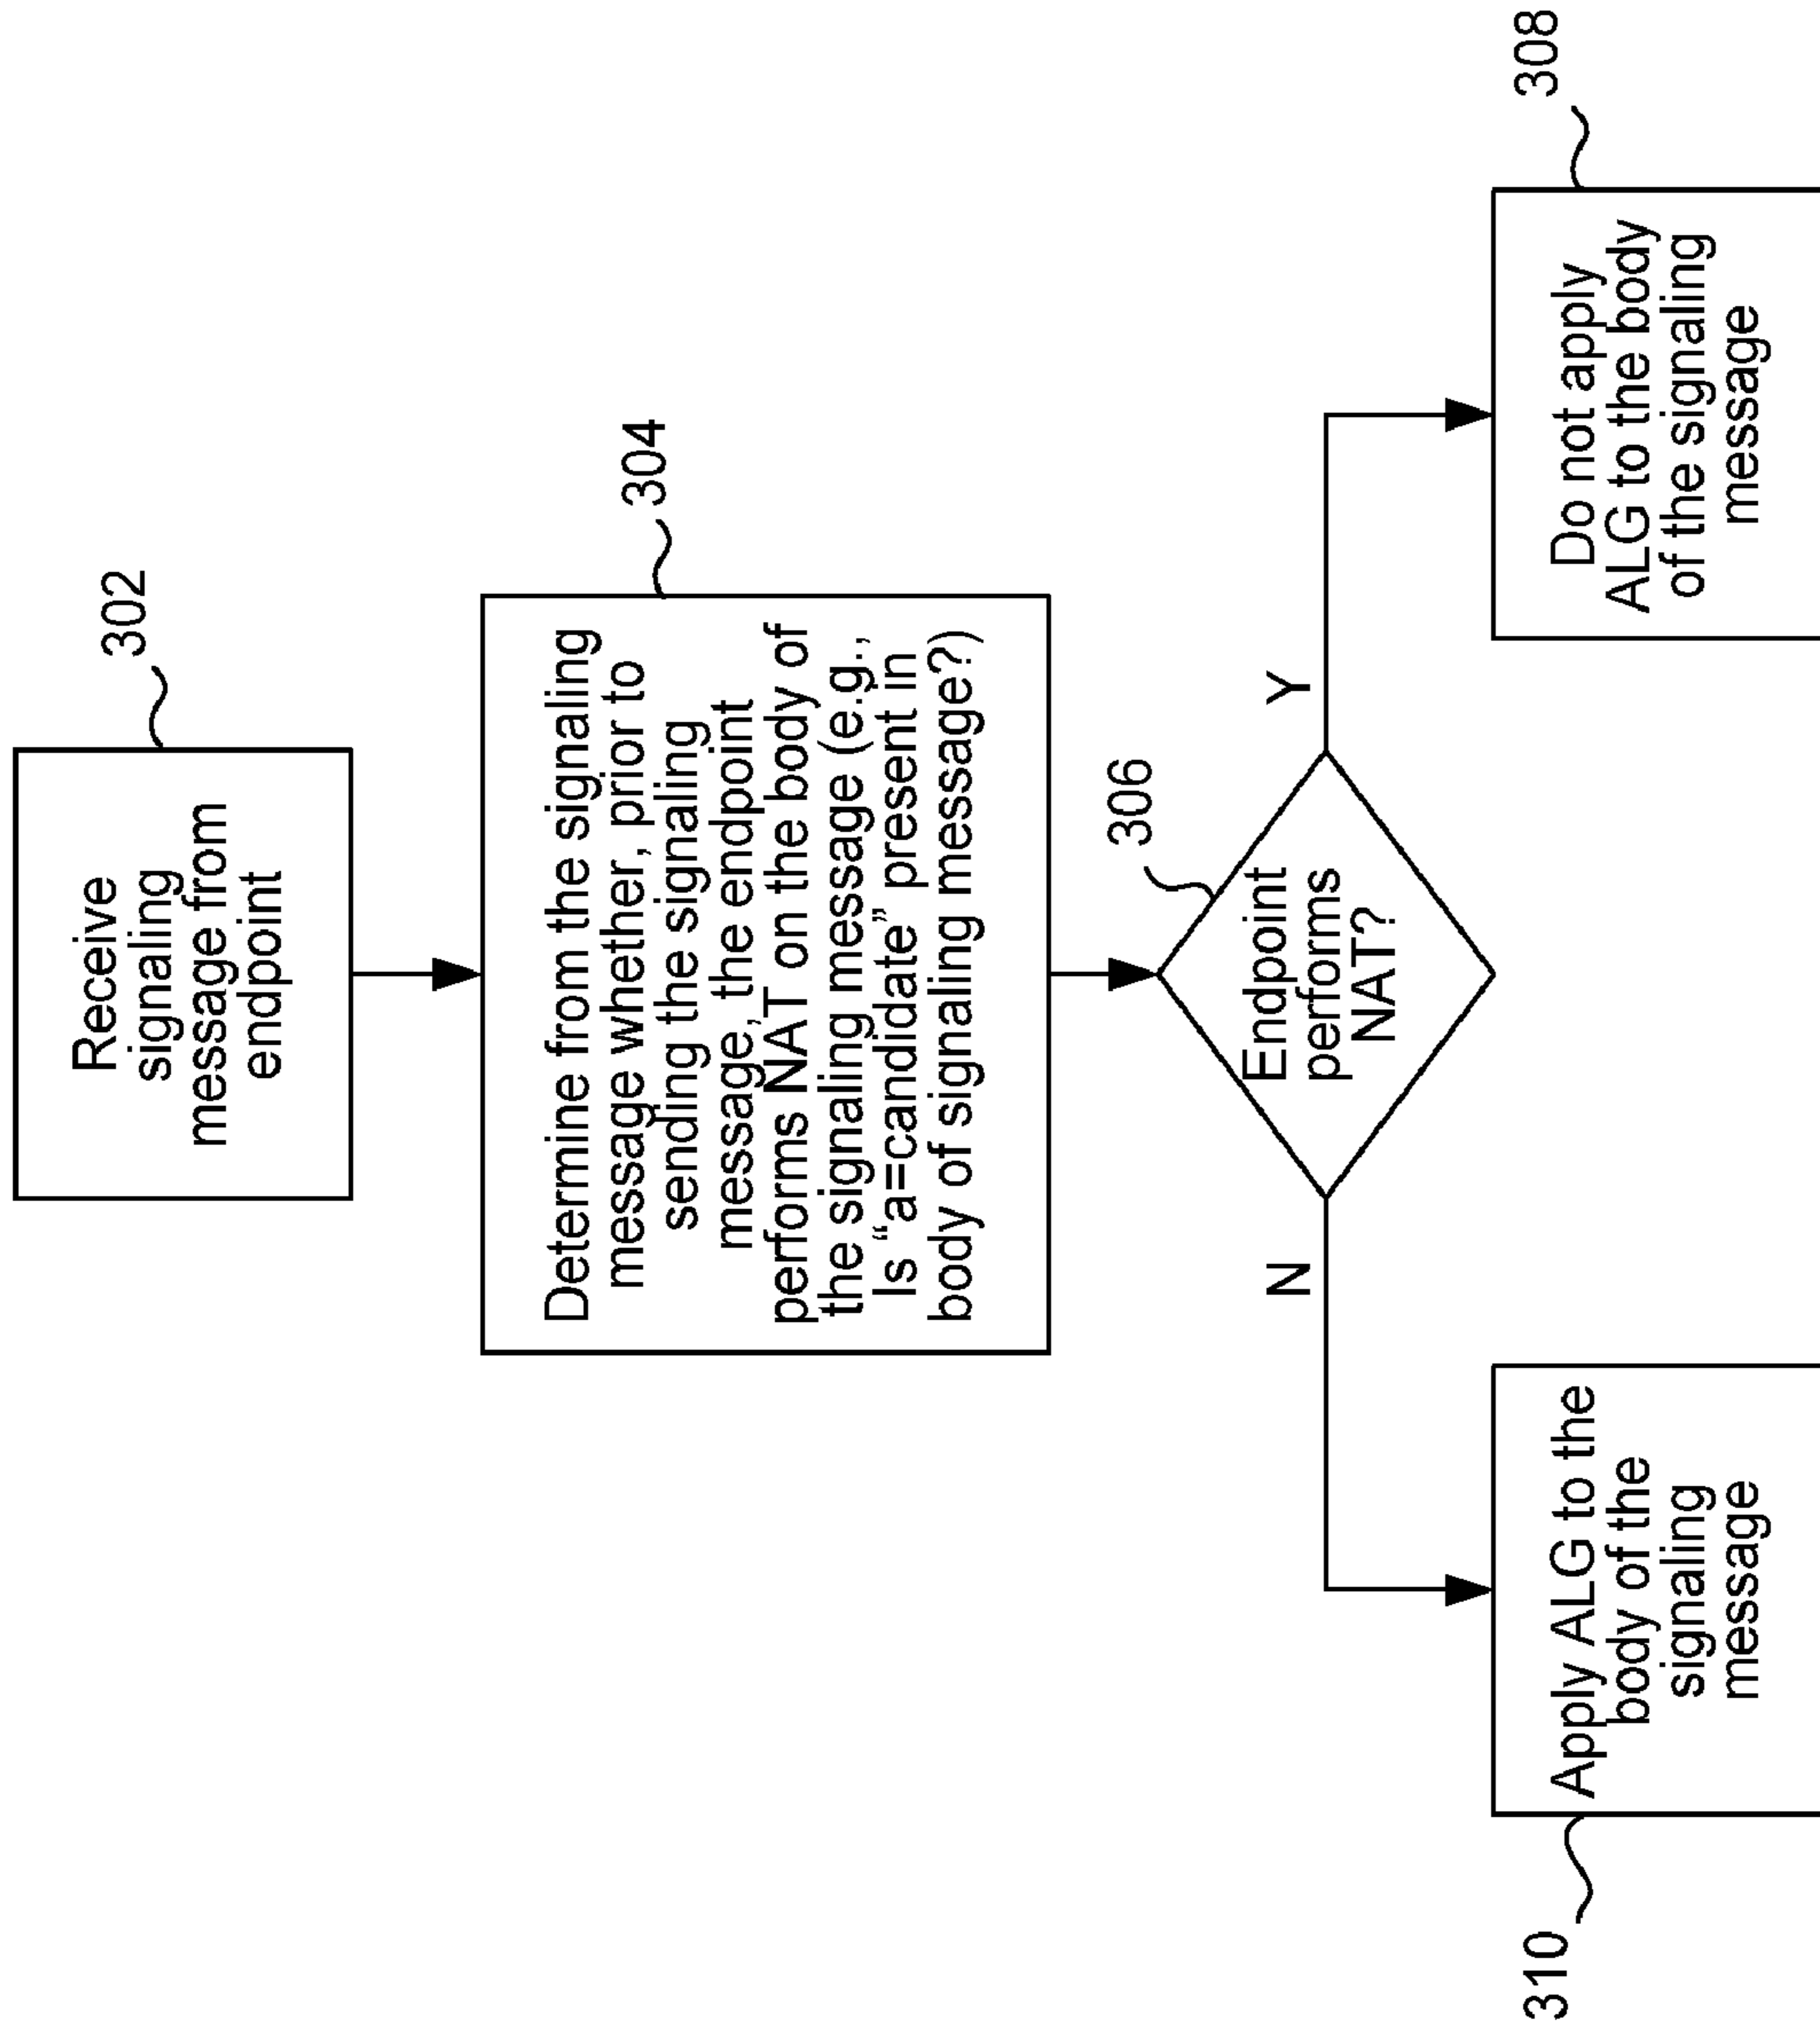 302
Receive
signaling
message from
endpoint
304
Determine from the signaling
message whether, prior to
sending the signaling
message, the endpoint
performs NAT on the body of
the signaling message (e.g.,
Is “a=candidate” present in
body of signaling message?)
306
Endpoint
performs
NAT?
N
Y
310
Apply ALG to the
body of the
signaling
message
308
Do not apply
ALG to the body
of the signaling
message